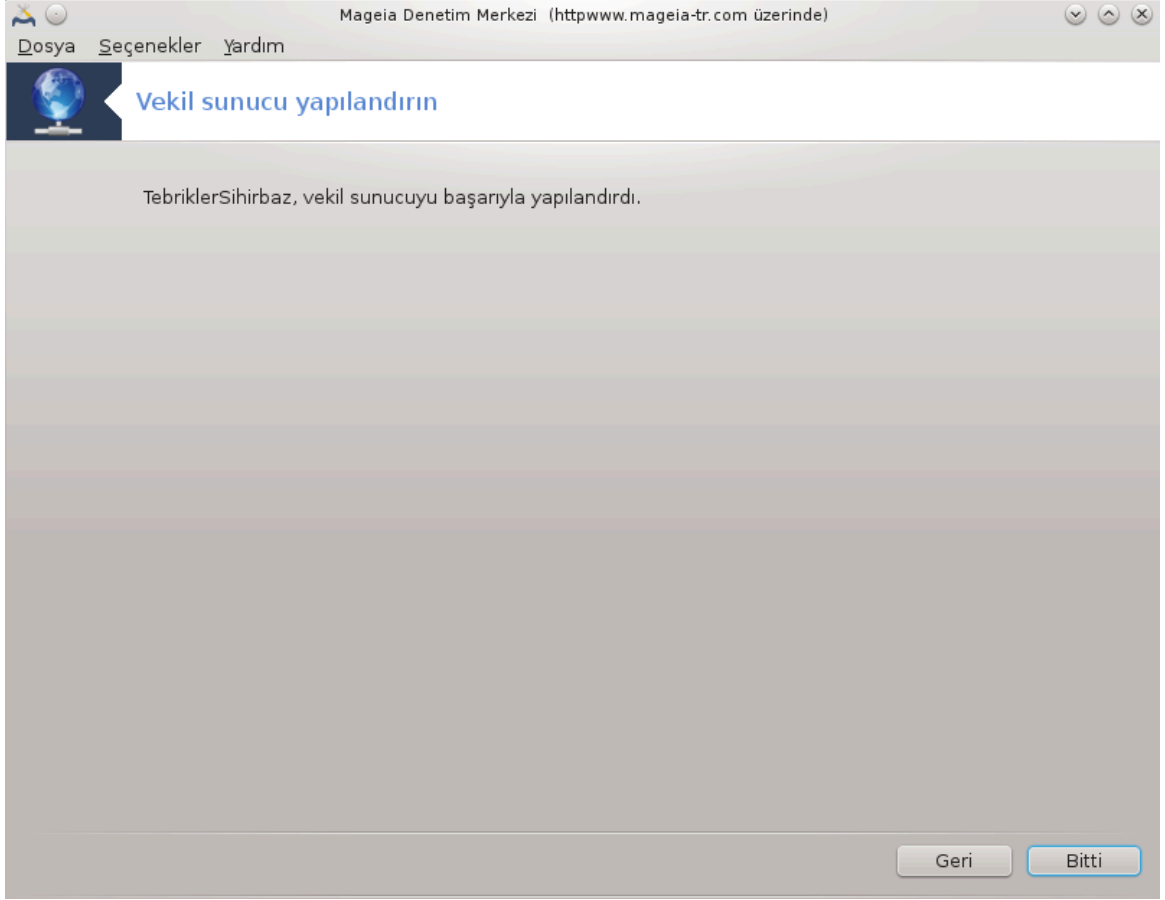 Mageia Denetim Merkezi (httpwww.mageia-tr.com üzerinde)
Dosya Seçenekler Yardım
Vekil sunucu yapılandırın
TebriklerSihirbaz, vekil sunucuyu başarıyla yapılandırdı.
Geri Bitti